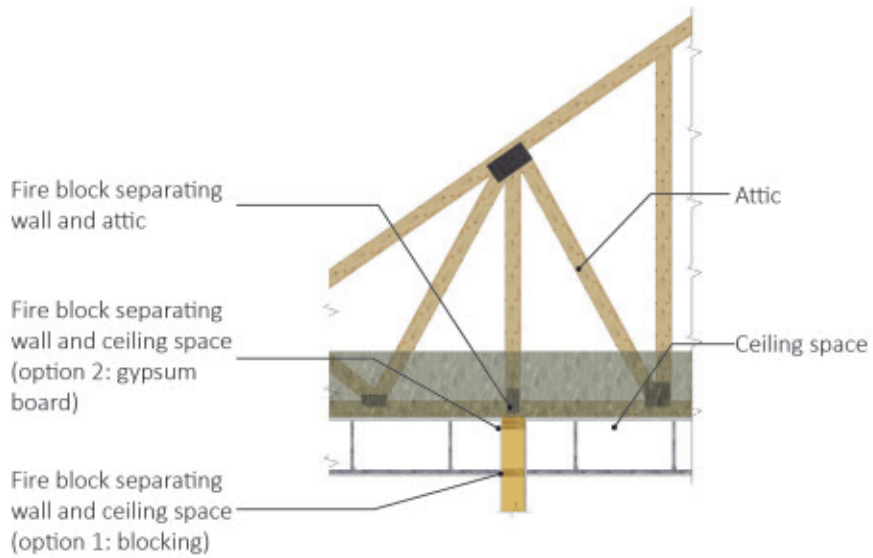 Fire block separating
wall and attic
Fire block separating
wall and ceiling space
(option 2: gypsum
board)
Fire block separating
wall and ceiling space
(option 1: blocking)
Attic
Ceiling space